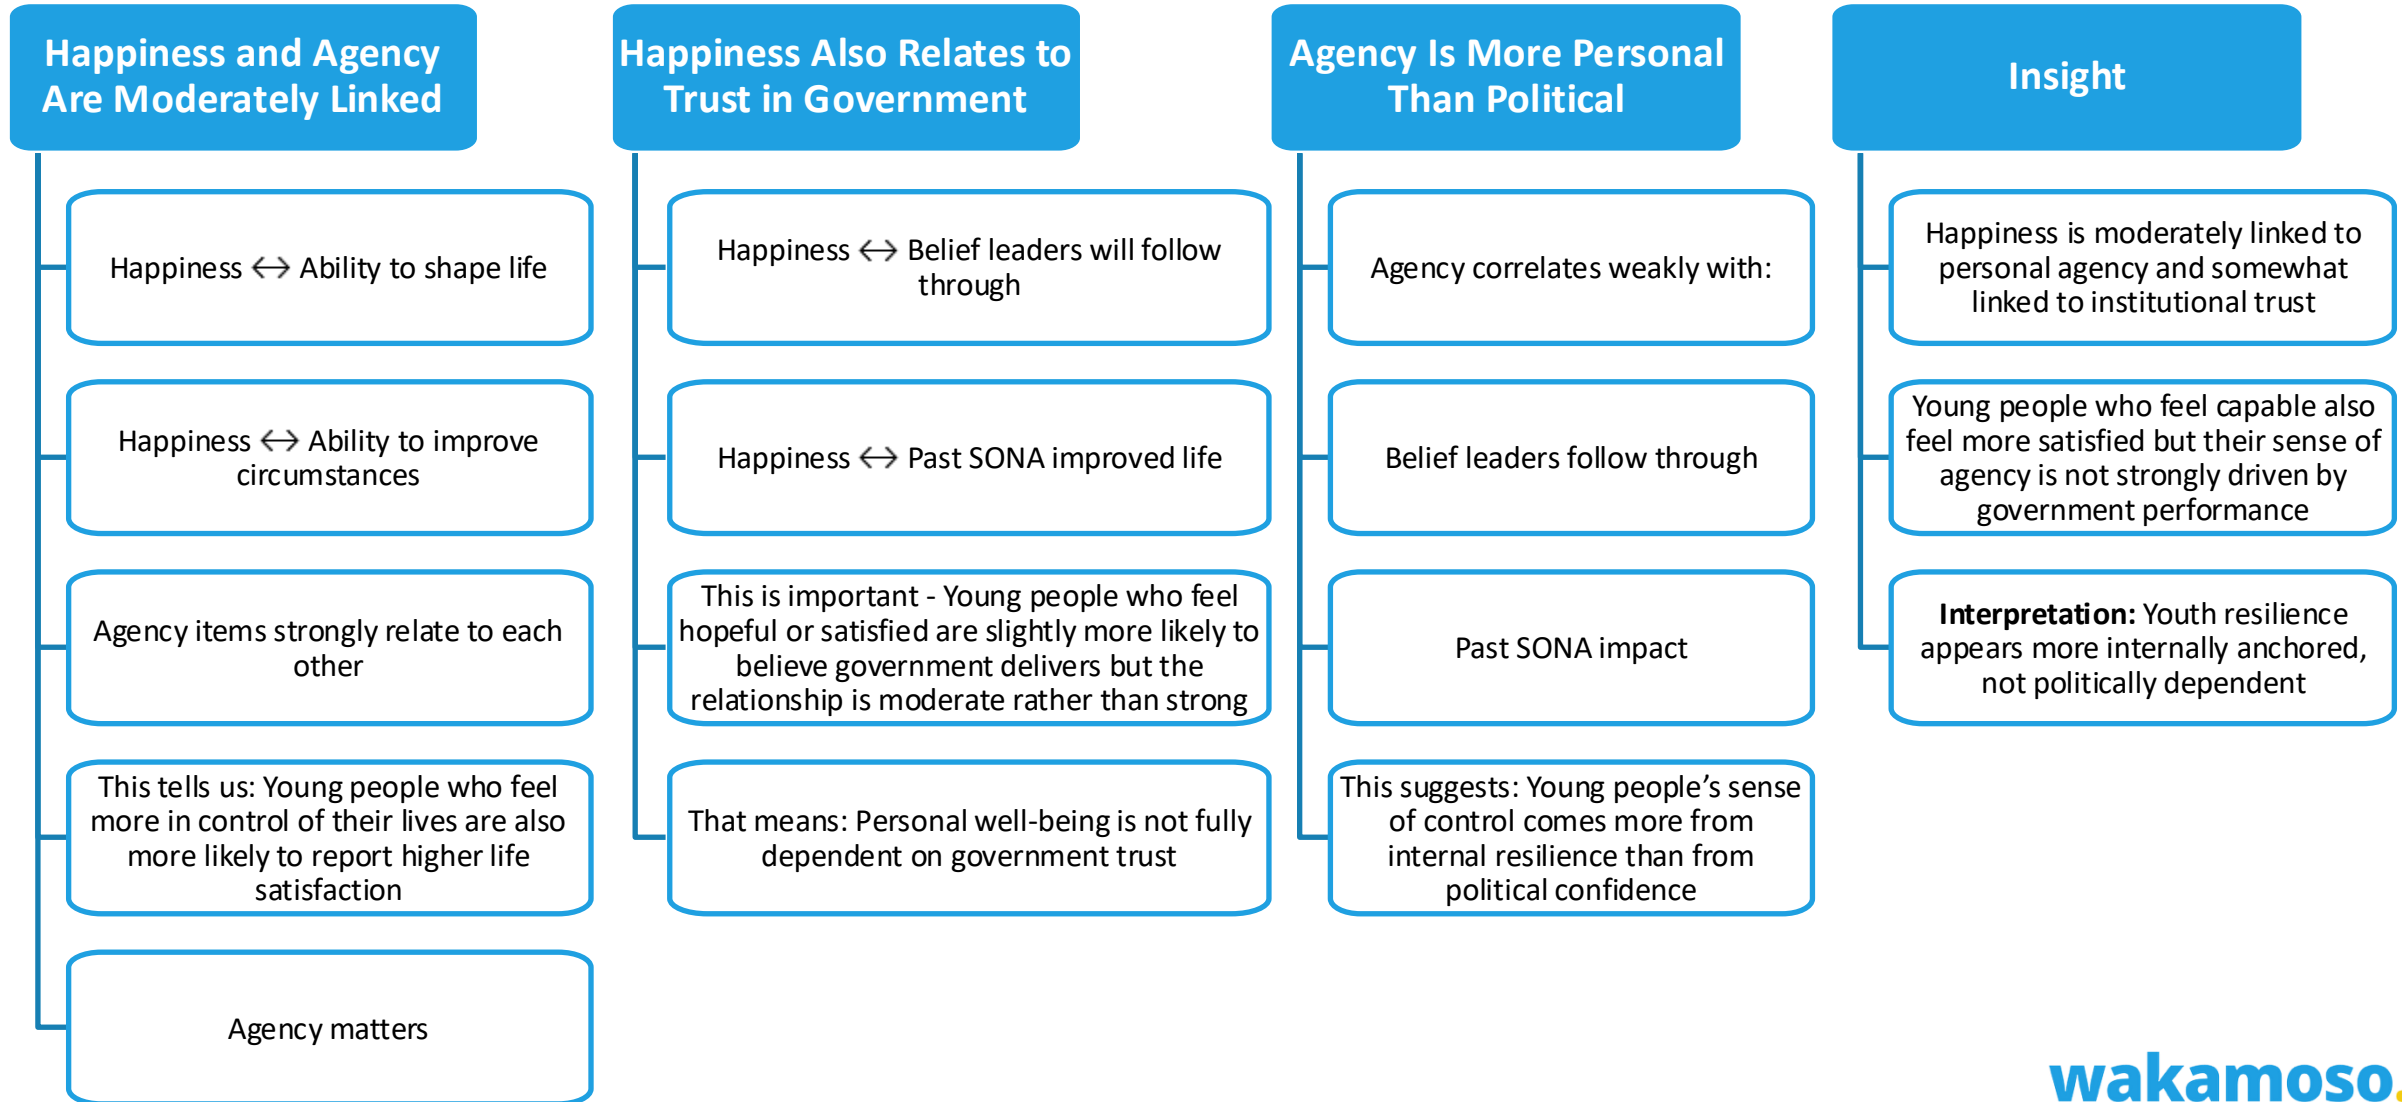 Happiness and Agency
Are Moderately Linked
Happiness ↔ Ability to shape life
Happiness ↔ Ability to improve
circumstances
Agency items strongly relate to each
other
This tells us: Young people who feel
more in control of their lives are also
more likely to report higher life
satisfaction
Agency matters
Happiness Also Relates to
Trust in Government
Happiness ↔ Belief leaders will follow
through
Happiness ↔ Past SONA improved life
This is important - Young people who feel
hopeful or satisfied are slightly more likely to
believe government delivers but the
relationship is moderate rather than strong
That means: Personal well-being is not fully
dependent on government trust
Agency Is More Personal
Than Political
Agency correlates weakly with:
Belief leaders follow through
Past SONA impact
This suggests: Young people’s sense
of control comes more from
internal resilience than from
political confidence
Insight
Happiness is moderately linked to
personal agency and somewhat
linked to institutional trust
Young people who feel capable also
feel more satisfied but their sense of
agency is not strongly driven by
government performance
Interpretation: Youth resilience
appears more internally anchored,
not politically dependent
wakamoso.